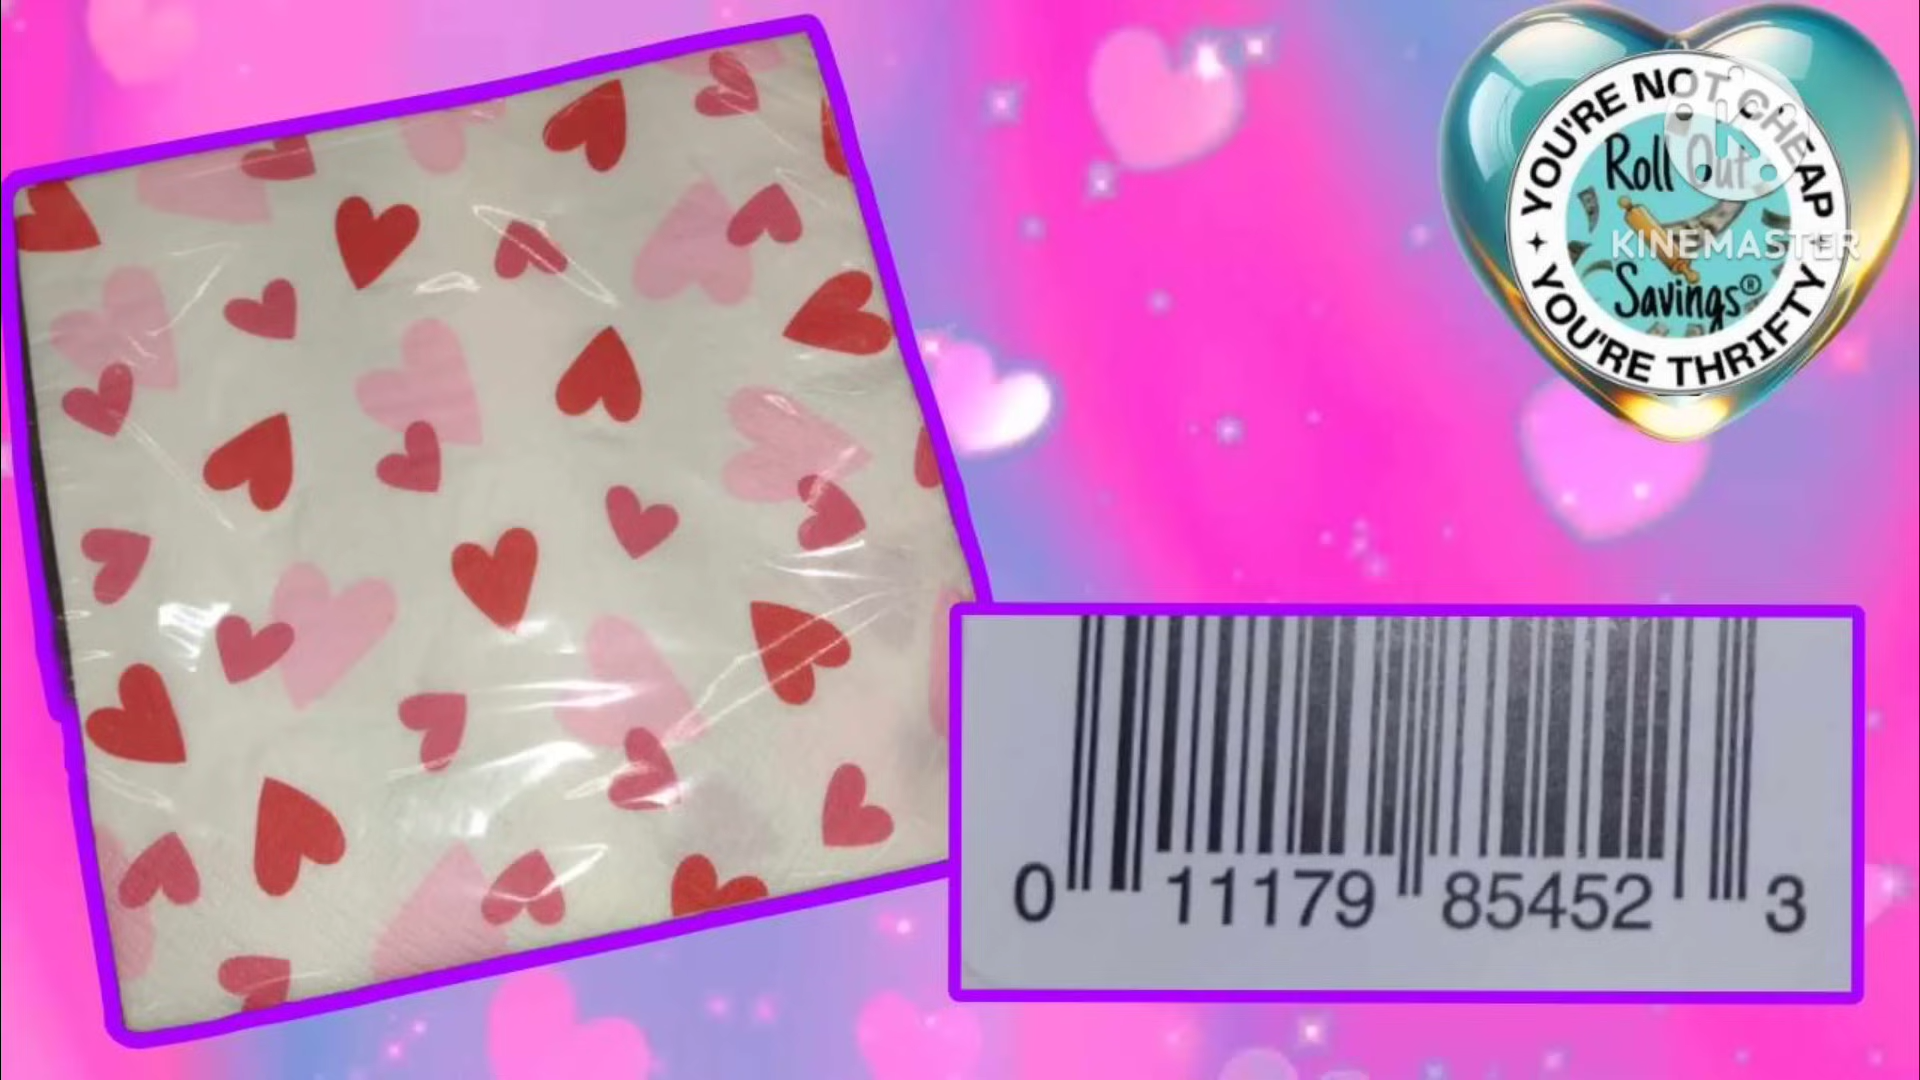 YOU'RE NOT CHEAP
Roll Out
KINEMASTER
Savings®
YOU'RE THRIFTY
0 11179 85452 3